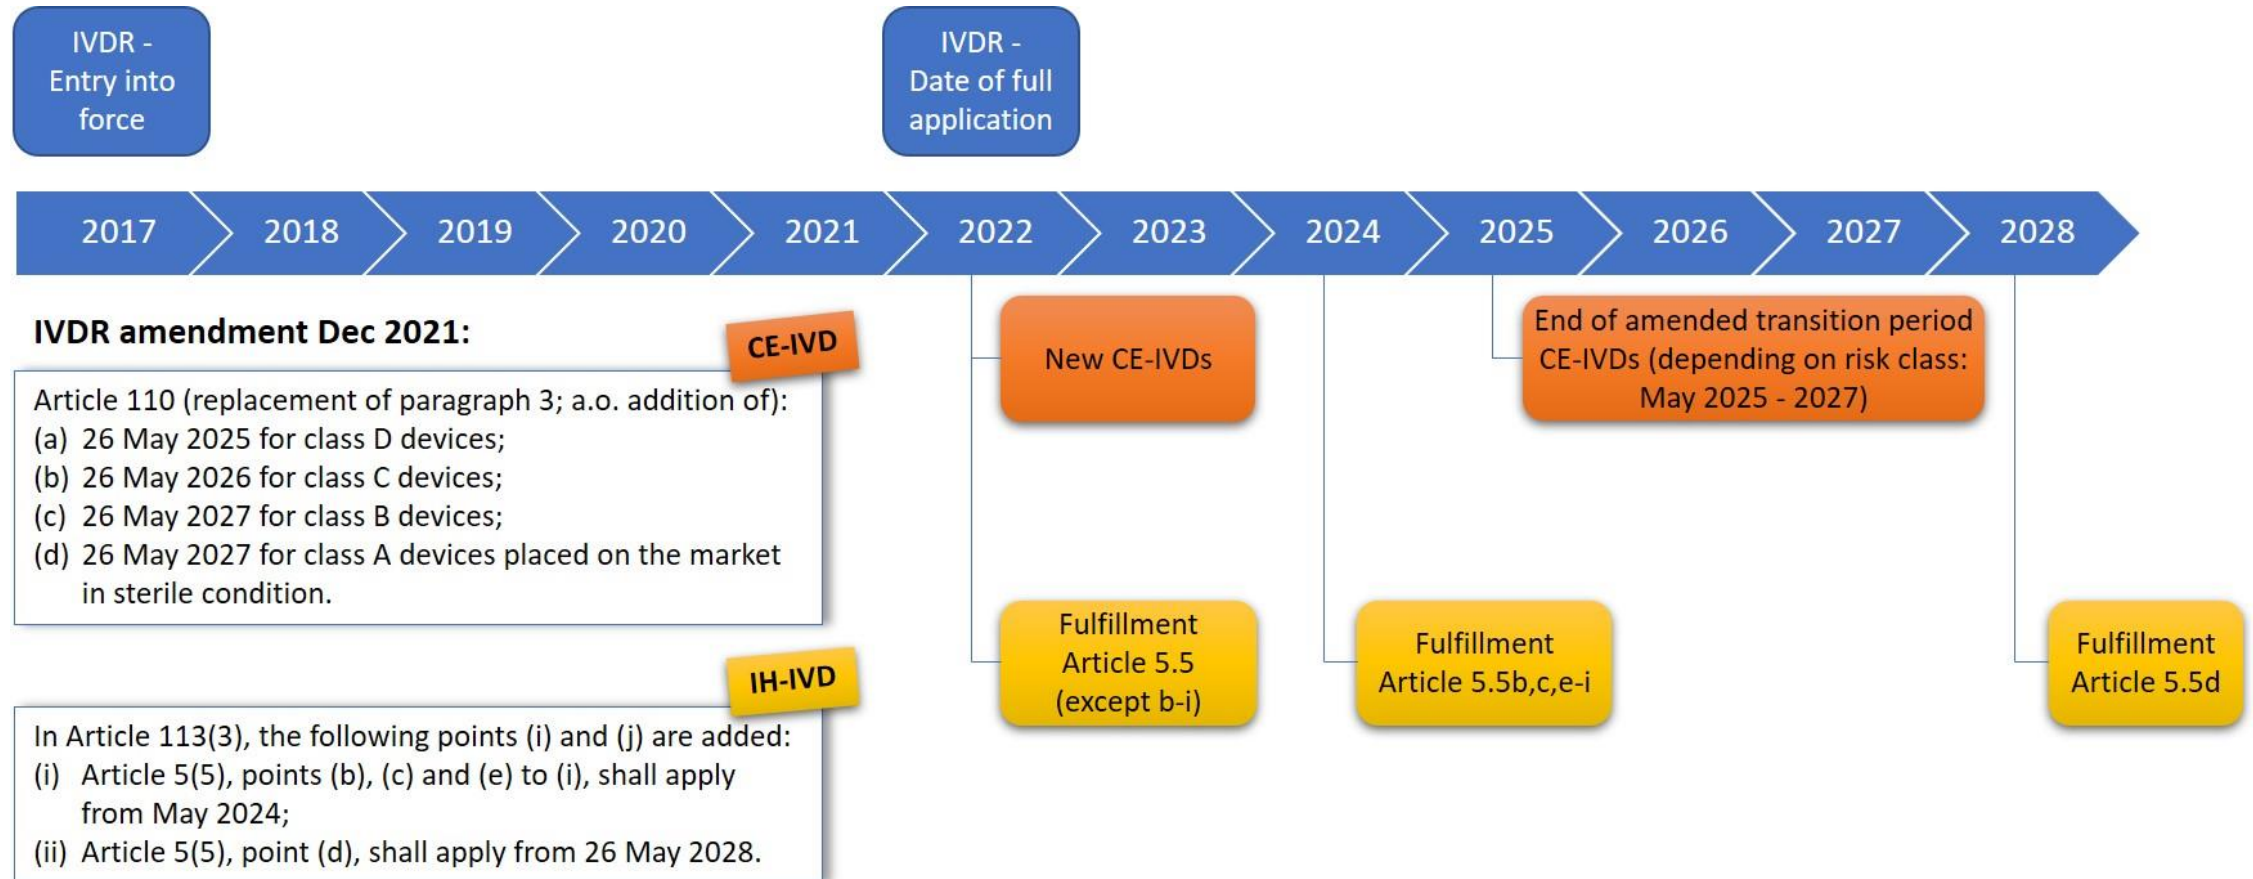 IVDR -
Entry into
force
IVDR -
Date of full
application
2017
2018
2019
2020
2021
2022
2023
2024
2025
2026
2027
2028
IVDR amendment Dec 2021:
CE-IVD
Article 110 (replacement of paragraph 3; a.o. addition of):
(a) 26 May 2025 for class D devices;
(b) 26 May 2026 for class C devices;
(c) 26 May 2027 for class B devices;
(d) 26 May 2027 for class A devices placed on the market
in sterile condition.
IH-IVD
In Article 113(3), the following points (i) and (j) are added:
(i) Article 5(5), points (b), (c) and (e) to (i), shall apply
from May 2024;
(ii) Article 5(5), point (d), shall apply from 26 May 2028.
New CE-IVDs
End of amended transition period
CE-IVDs (depending on risk class:
May 2025 - 2027)
Fulfillment
Article 5.5
(except b-i)
Fulfillment
Article 5.5b,c,e-i
Fulfillment
Article 5.5d